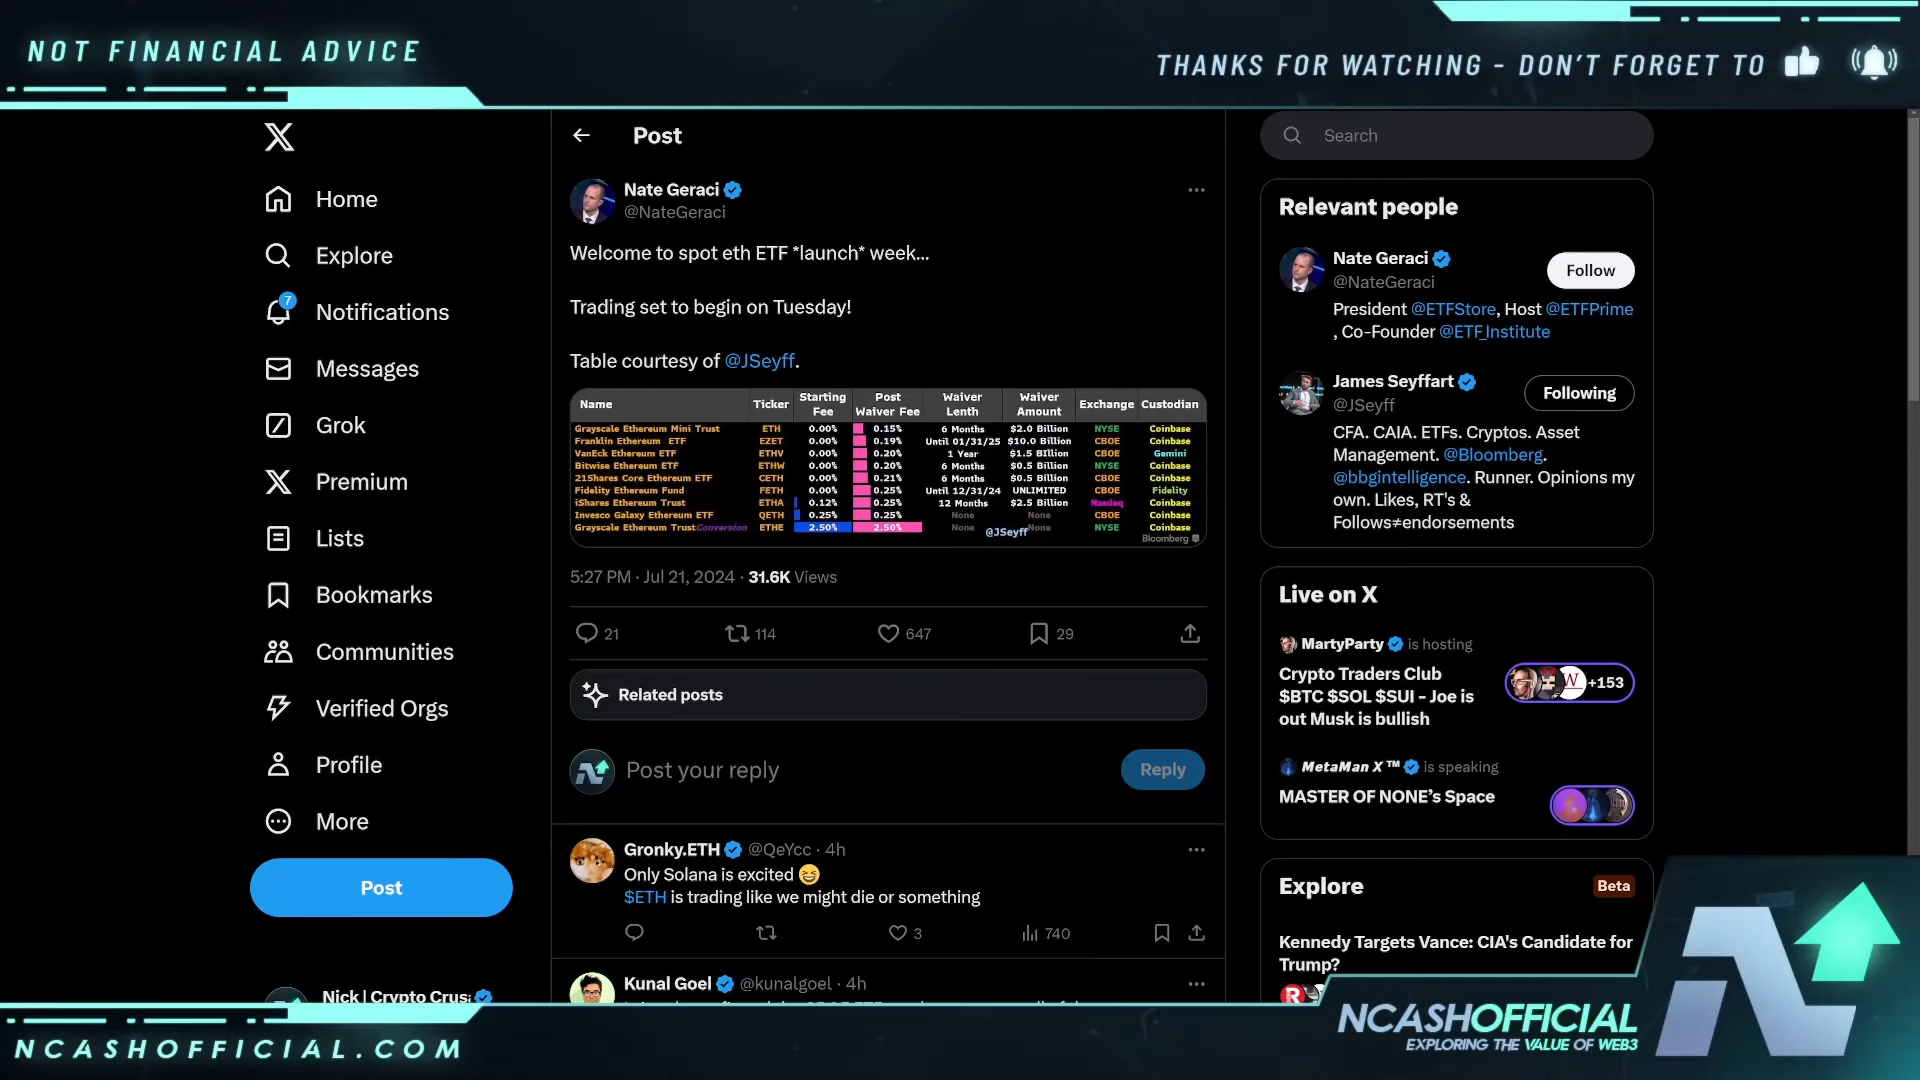 NOT FINANCIAL ADVICE
THANKS FOR WATCHING - DON'T FORGET TO
Home
Explore
7
Notifications
Messages
Grok
Premium
Lists
Bookmarks
Communities
Verified Orgs
Profile
More
Post
Nick | Crypto Crus
Post
Nate Geraci
@NateGeraci
Welcome to spot eth ETF *launch* week...
Trading set to begin on Tuesday!
Table courtesy of @JSeyff.
Name Ticker Starting Fee Post Waiver Fee Waiver Lenth Waiver Amount Exchange Custodian
Grayscale Ethereum Mini Trust ETH 0.00% 0.15% 6 Months $2.0 Billion NYSE Coinbase
Franklin Ethereum ETF EZET 0.00% 0.19% Until 01/31/25 $10.0 Billion CBOE Coinbase
VanEck Ethereum ETF ETHV 0.00% 0.20% 1 Year $1.5 Billion CBOE Gemini
Bitwise Ethereum ETF ETHW 0.00% 0.20% 6 Months $0.5 Billion NYSE Coinbase
21Shares Core Ethereum ETF CETH 0.00% 0.21% 6 Months $0.5 Billion CBOE Coinbase
Fidelity Ethereum Fund FETH 0.00% 0.25% Until 12/31/24 UNLIMITED CBOE Fidelity
iShares Ethereum Trust ETHA 0.12% 0.25% 12 Months $2.5 Billion Nasdaq Coinbase
Invesco Galaxy Ethereum ETF QETH 0.25% 0.25% None None CBOE Coinbase
Grayscale Ethereum Trust Conversion ETHE 2.50% 2.50% None None NYSE Coinbase
@JSeyff
Bloomberg
5:27 PM · Jul 21, 2024 · 31.6K Views
21 114 647 29
Related posts
Post your reply
Reply
Gronky.ETH @QeYcc · 4h
Only Solana is excited 😆
$ETH is trading like we might die or something
3 740
Kunal Goel @kunalgoel · 4h
Search
Relevant people
Nate Geraci
@NateGeraci
Follow
President @ETFStore, Host @ETFPrime
, Co-Founder @ETF_Institute
James Seyffart
@JSeyff
Following
CFA. CAIA. ETFs. Cryptos. Asset
Management. @Bloomberg.
@bbgintelligence. Runner. Opinions my
own. Likes, RT's &
Follows≠endorsements
Live on X
MartyParty is hosting
Crypto Traders Club
$BTC $SOL $SUI - Joe is
out Musk is bullish
+153
MetaMan X ™ is speaking
MASTER OF NONE's Space
Explore
Beta
Kennedy Targets Vance: CIA's Candidate for
Trump?
NCASHOFFICIAL.COM
NCASHOFFICIAL
EXPLORING THE VALUE OF WEB3